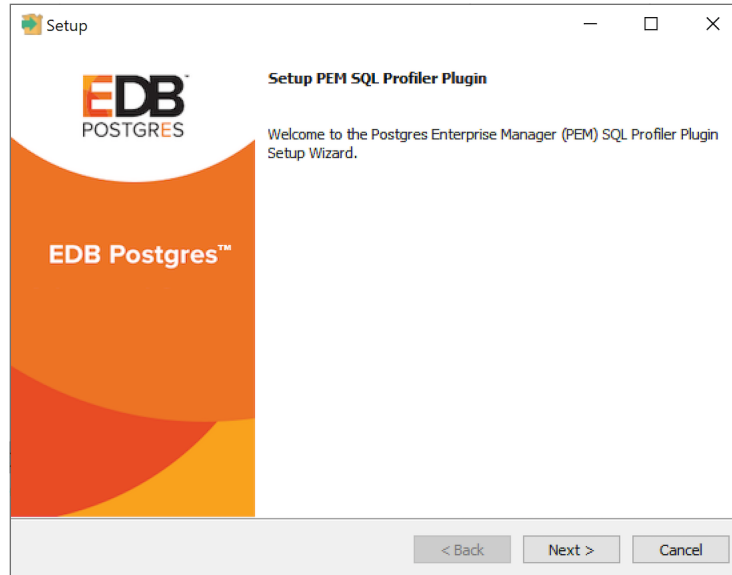 Setup
EDB™
POSTGRES
Setup PEM SQL Profiler Plugin
Welcome to the Postgres Enterprise Manager (PEM) SQL Profiler Plugin
Setup Wizard.
EDB Postgres™
< Back
Next >
Cancel